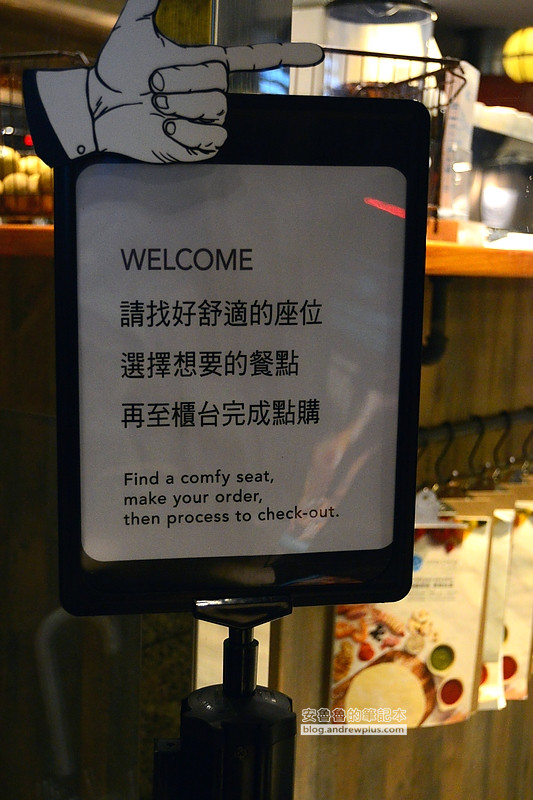 WELCOME
請找好舒適的座位
選擇想要的餐點
再至櫃台完成點購
Find a comfy seat,
make your order,
then process to check-out.
安魯魯的筆記本
blog.andrewpius.com